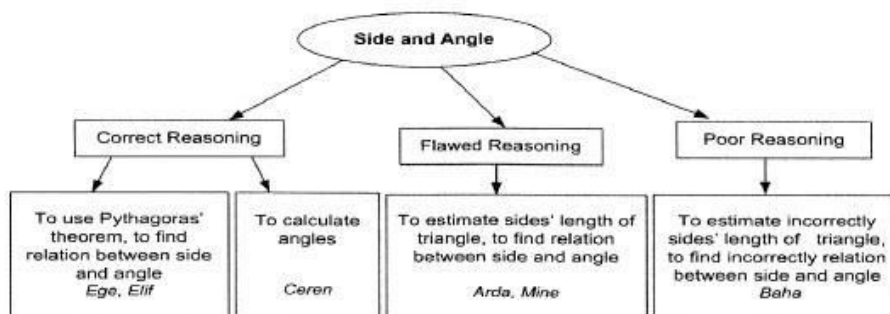 Side and Angle
Correct Reasoning
Flawed Reasoning
Poor Reasoning
To use Pythagoras'
theorem, to find
relation between side
and angle
Ege, Elif
To calculate
angles
Ceren
To estimate sides' length of
triangle, to find relation
between side and angle
Arda, Mine
To estimate incorrectly
sides' length of triangle,
to find incorrectly relation
between side and angle
Baha